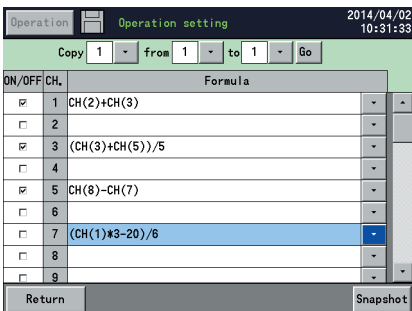 Operation Operation setting 2014/04/02
10:31:33
Copy 1 from 1 to 1 Go
ON/OFF CH. Formula
1 CH(2)+CH(3)
2
3 (CH(3)+CH(5))/5
4
5 CH(8)-CH(7)
6
7 (CH(1)*3-20)/6
8
9
Return Snapshot